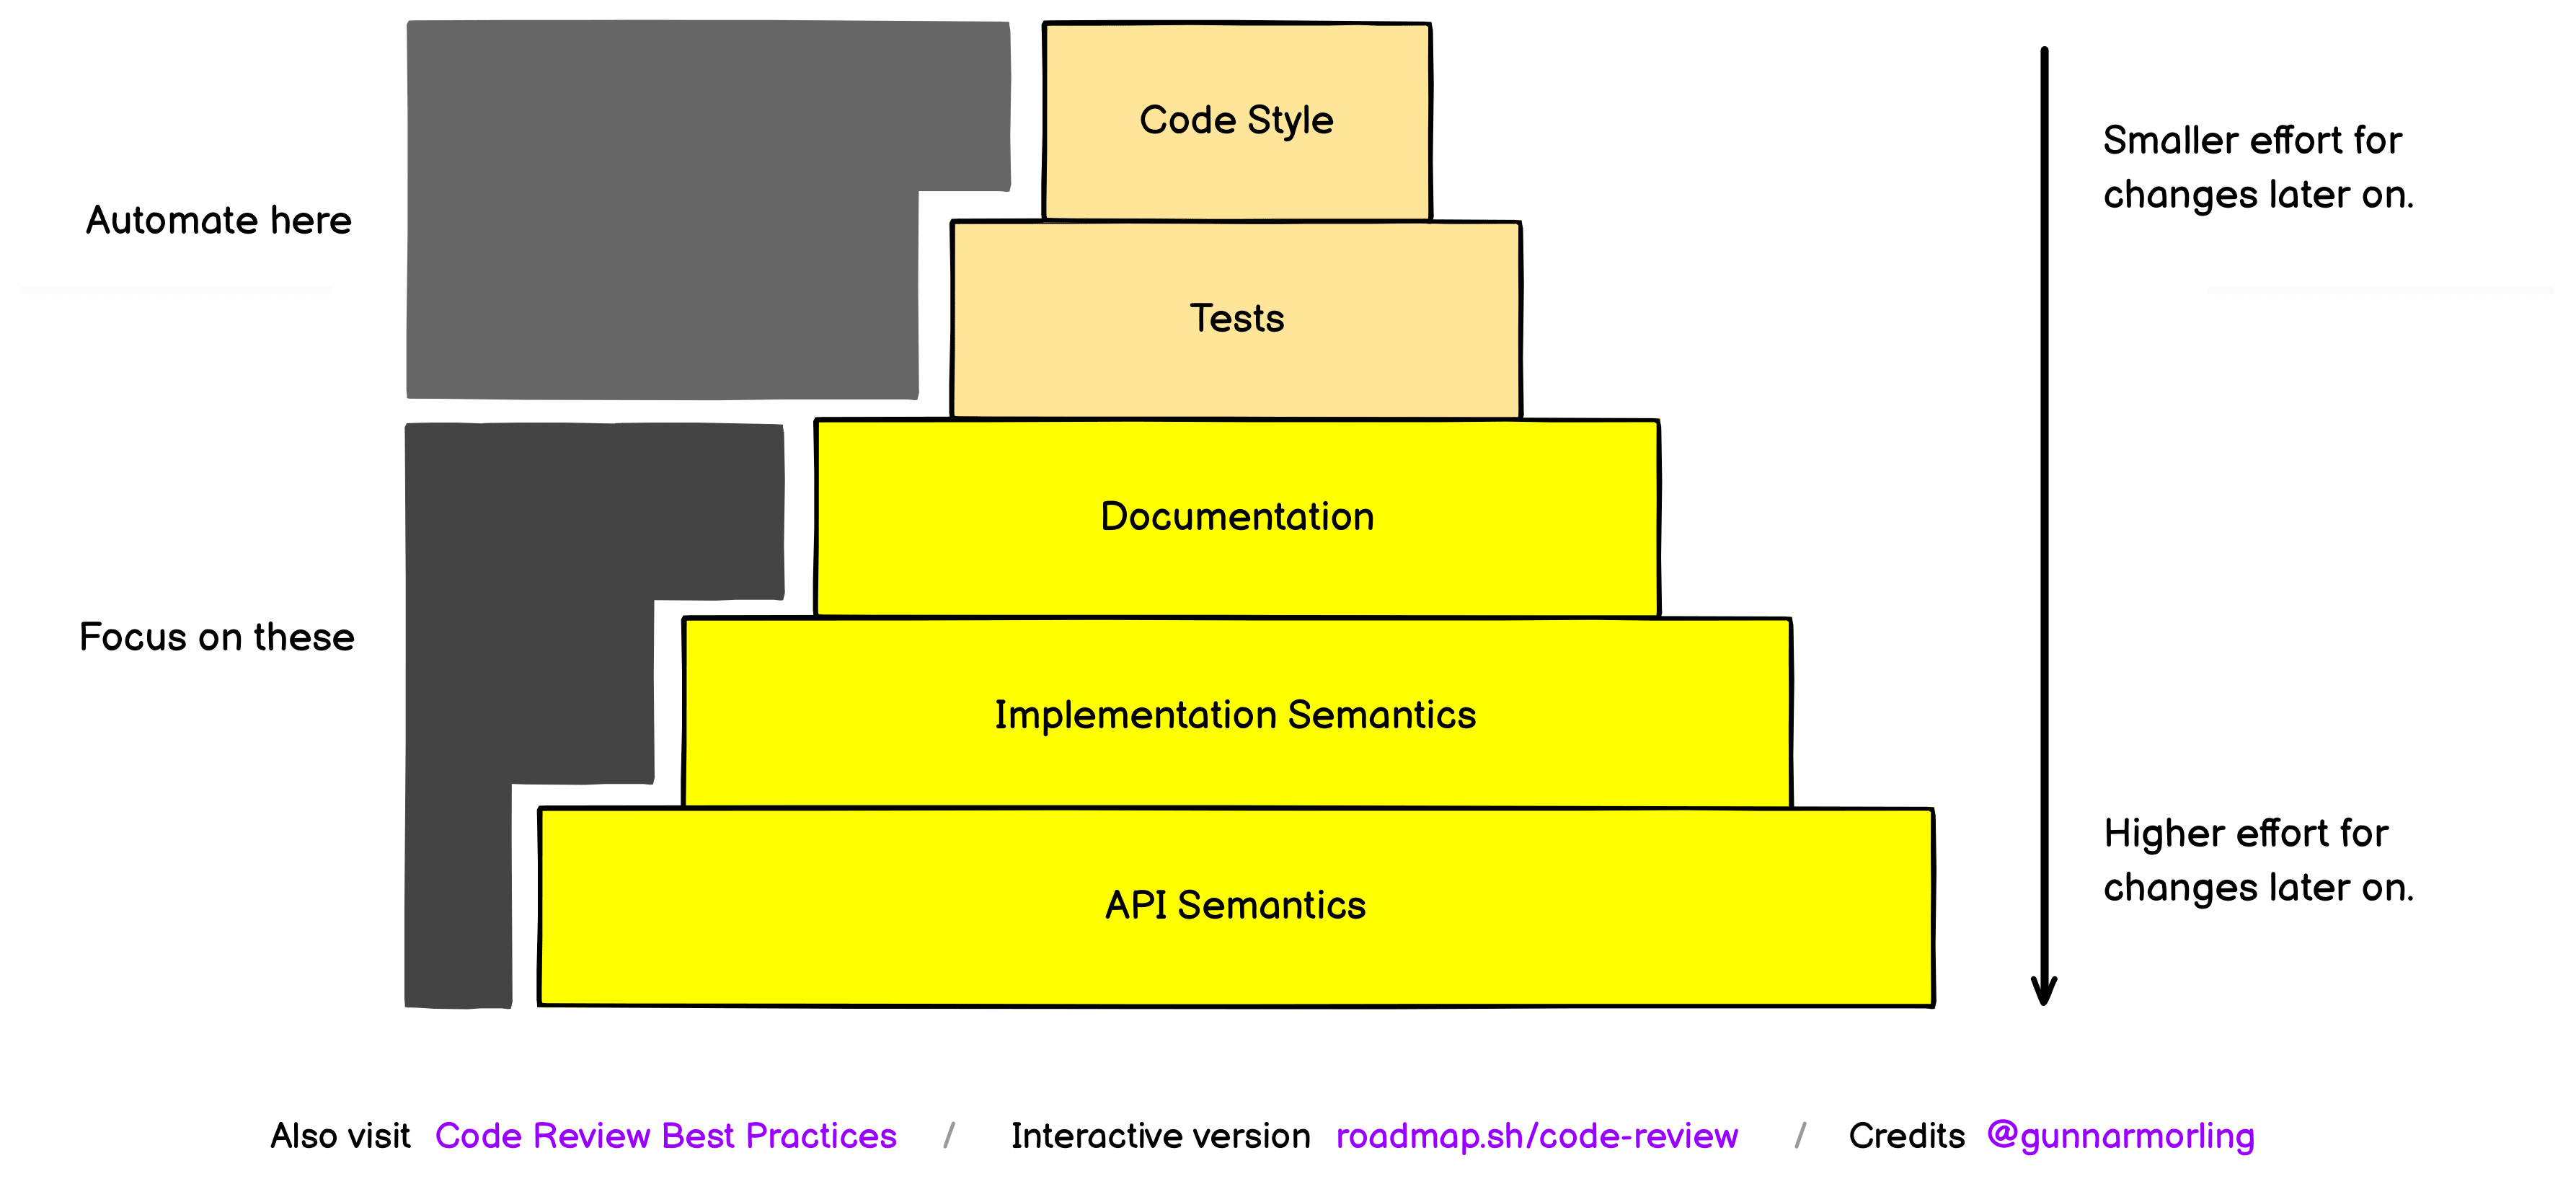 Code Style
Smaller effort for
changes later on.
Automate here
Tests
Documentation
Focus on these
Implementation Semantics
Higher effort for
changes later on.
API Semantics
Also visit Code Review Best Practices / Interactive version roadmap.sh/code-review / Credits @gunnarmorling